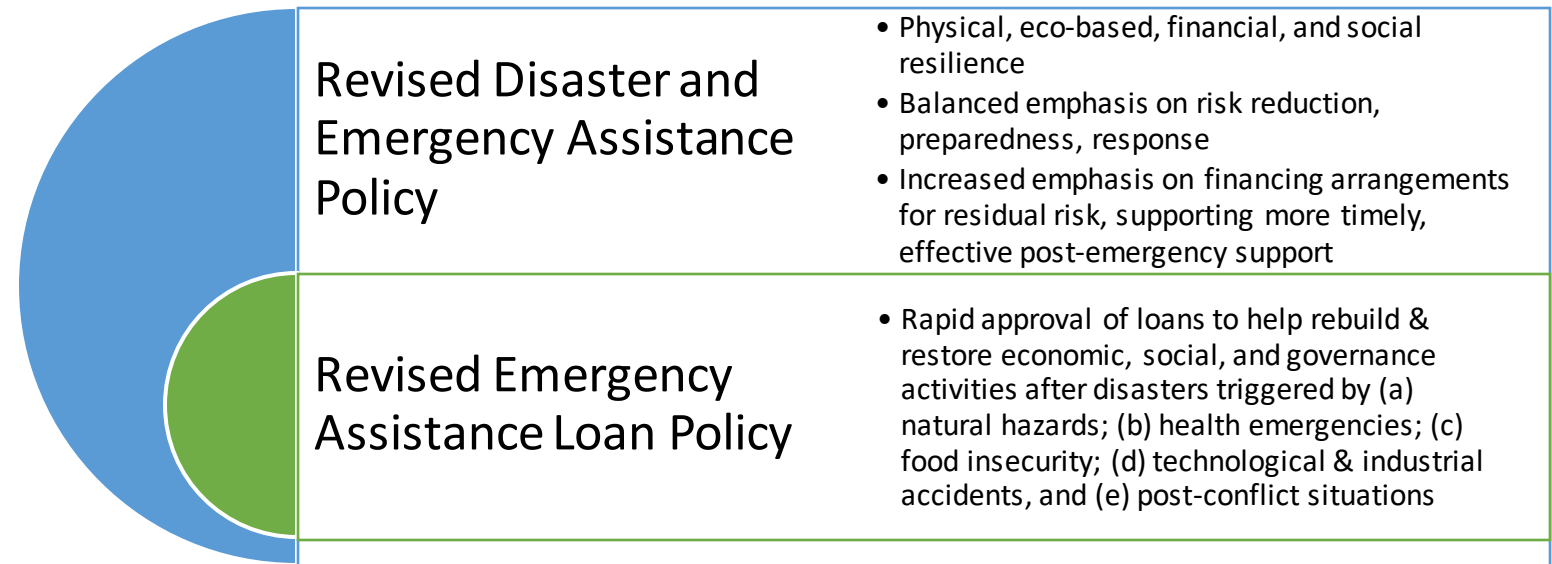 Revised Disaster and
Emergency Assistance
Policy
• Physical, eco-based, financial, and social
resilience
• Balanced emphasis on risk reduction,
preparedness, response
• Increased emphasis on financing arrangements
for residual risk, supporting more timely,
effective post-emergency support
Revised Emergency
Assistance Loan Policy
• Rapid approval of loans to help rebuild &
restore economic, social, and governance
activities after disasters triggered by (a)
natural hazards; (b) health emergencies; (c)
food insecurity; (d) technological & industrial
accidents, and (e) post-conflict situations